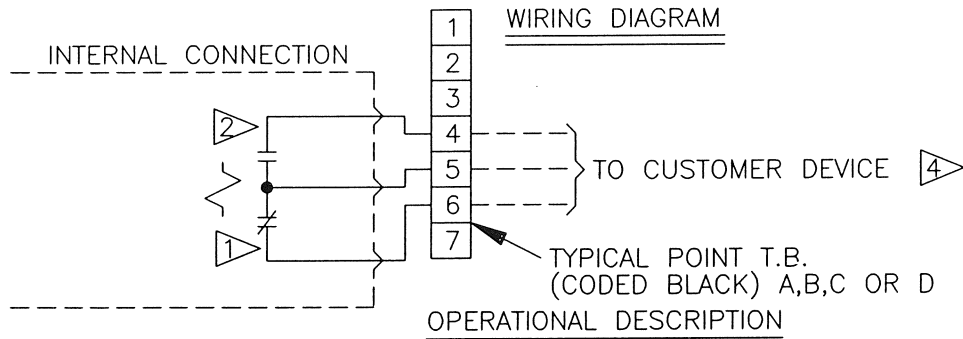 WIRING DIAGRAM
INTERNAL CONNECTION
1
2
3
4
5
6
7
2
1
TO CUSTOMER DEVICE 4
TYPICAL POINT T.B.
(CODED BLACK) A,B,C OR D
OPERATIONAL DESCRIPTION